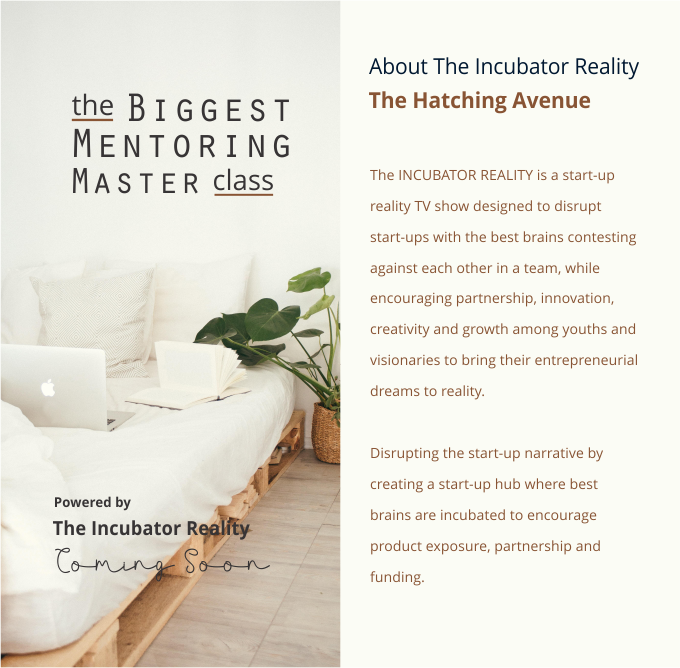 the BIGGEST
MENTORING
MASTER class
Powered by
The Incubator Reality
Coming Soon
About The Incubator Reality
The Hatching Avenue
The INCUBATOR REALITY is a start-up
reality TV show designed to disrupt
start-ups with the best brains contesting
against each other in a team, while
encouraging partnership, innovation,
creativity and growth among youths and
visionaries to bring their entrepreneurial
dreams to reality.
Disrupting the start-up narrative by
creating a start-up hub where best
brains are incubated to encourage
product exposure, partnership and
funding.